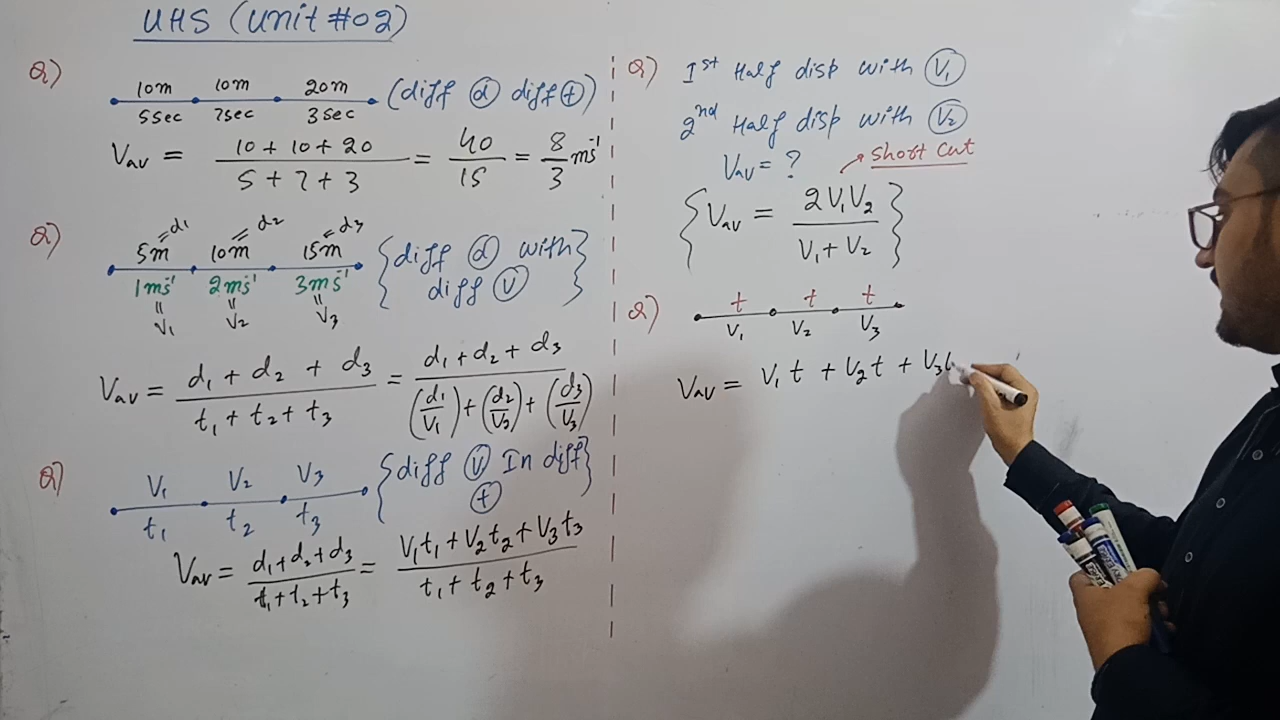 UHS (Unit #02)
Q)
10m 10m 20m
5sec 7sec 3sec
(diff d diff t)
Vav = 10 + 10 + 20 / 5 + 7 + 3 = 40 / 15 = 8 / 3 ms⁻¹
Q)
5m = d1 10m = d2 15m = d3
1ms⁻¹ 2ms⁻¹ 3ms⁻¹
= V1 = V2 = V3
{diff d with
diff V}
Vav = d1 + d2 + d3 / t1 + t2 + t3 = d1 + d2 + d3 / (d1/V1) + (d2/V2) + (d3/V3)
Q)
V1 V2 V3
t1 t2 t3
{diff V In diff
t}
Vav = d1 + d2 + d3 / t1 + t2 + t3 = V1t1 + V2t2 + V3t3 / t1 + t2 + t3
Q) 1st Half disp with V1
2nd Half disp with V2
Vav = ?
Short Cut
{Vav = 2V1V2 / V1 + V2}
Q)
t t t
V1 V2 V3
Vav = V1t + V2t + V3